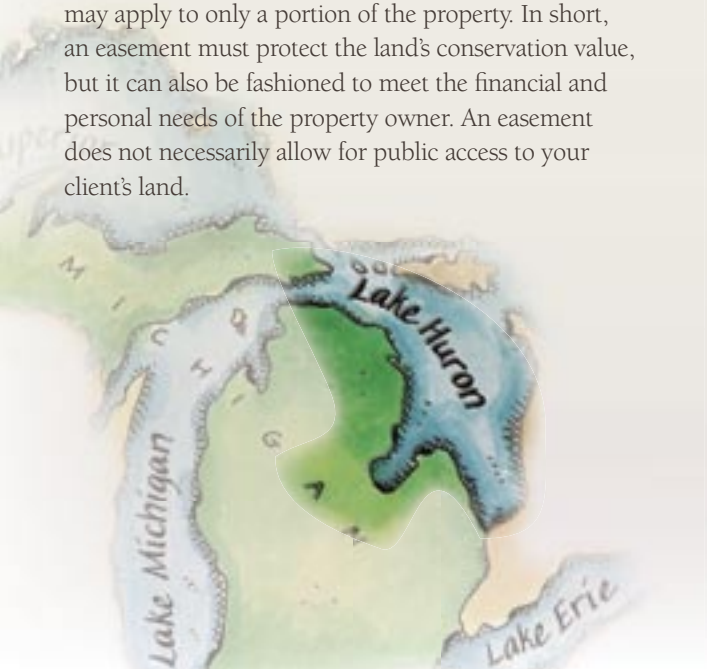 may apply to only a portion of the property. In short,
an easement must protect the land’s conservation value,
but it can also be fashioned to meet the financial and
personal needs of the property owner. An easement
does not necessarily allow for public access to your
client’s land.
uperior
MICHIGAN
Lake Huron
Lake Michigan
Lake Erie